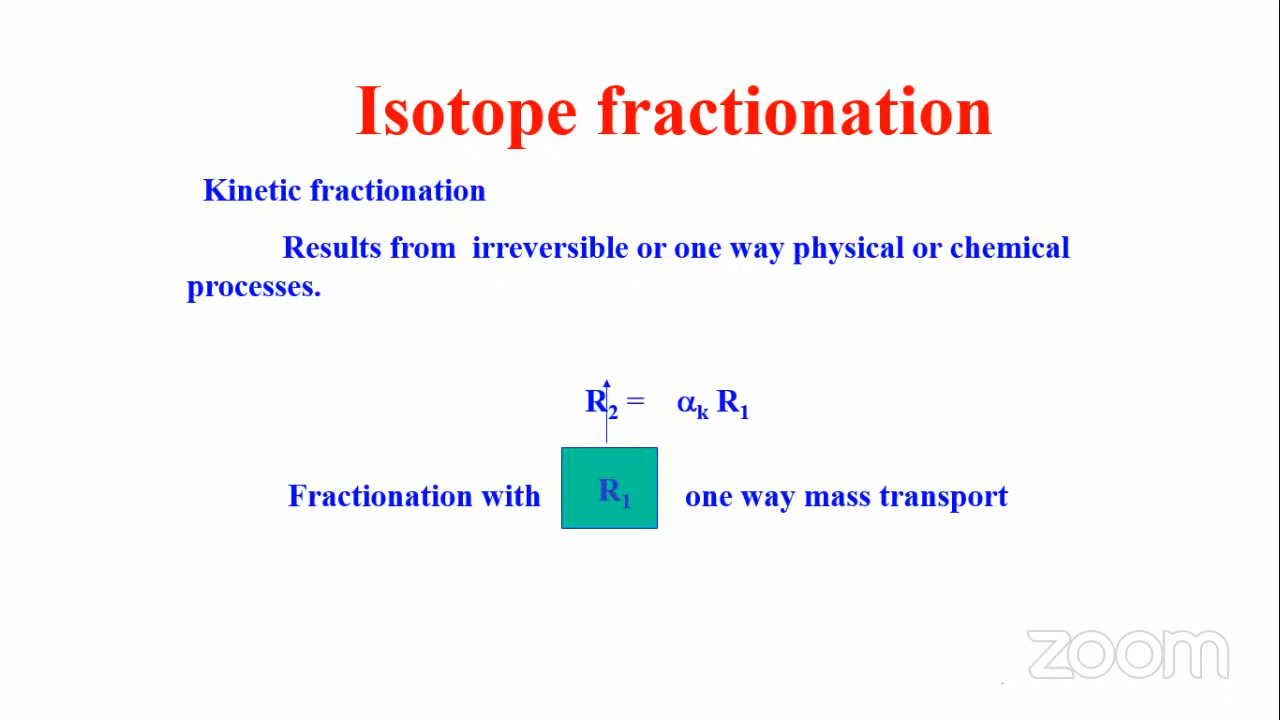 Isotope fractionation
Kinetic fractionation
Results from irreversible or one way physical or chemical
processes.
R₂ = αₖ R₁
Fractionation with R₁ one way mass transport
zoom